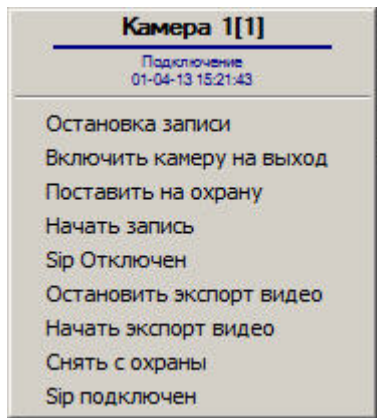 Камера 1[1]
Подключение
01-04-13 15:21:43
Остановка записи
Включить камеру на выход
Поставить на охрану
Начать запись
Sip Отключен
Остановить экспорт видео
Начать экспорт видео
Снять с охраны
Sip подключен